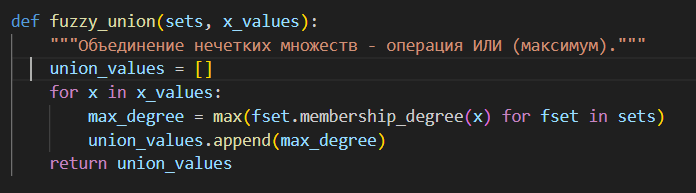 def fuzzy_union(sets, x_values):
    """Объединение нечетких множеств - операция ИЛИ (максимум)."""
    union_values = []
    for x in x_values:
        max_degree = max(fset.membership_degree(x) for fset in sets)
        union_values.append(max_degree)
    return union_values